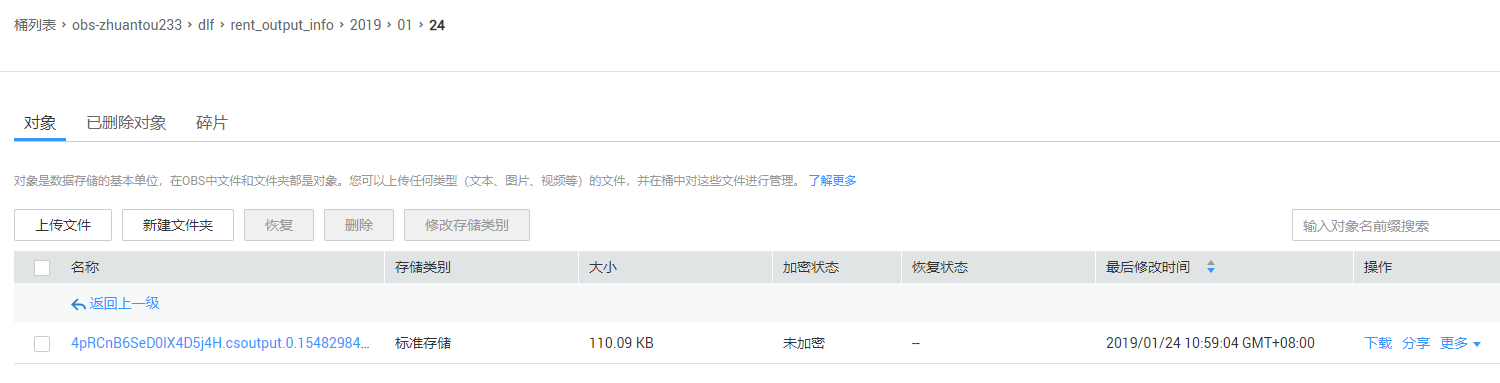 桶列表 › obs-zhuantou233 › dlf › rent_output_info › 2019 › 01 › 24
对象 已删除对象 碎片
对象是数据存储的基本单位，在OBS中文件和文件夹都是对象。您可以上传任何类型（文本、图片、视频等）的文件，并在桶中对这些文件进行管理。 了解更多
上传文件 新建文件夹 恢复 删除 修改存储类别 输入对象名前缀搜索
名称 存储类别 大小 加密状态 恢复状态 最后修改时间 操作
返回上一级
4pRCnB6SeD0IX4D5j4H.csoutput.0.15482984... 标准存储 110.09 KB 未加密 -- 2019/01/24 10:59:04 GMT+08:00 下载 分享 更多